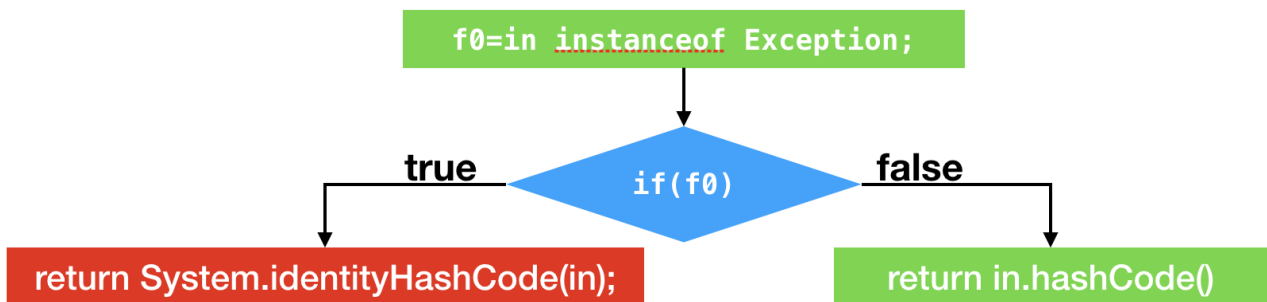 f0=in instanceof Exception;
true
false
if(f0)
return System.identityHashCode(in);
return in.hashCode()